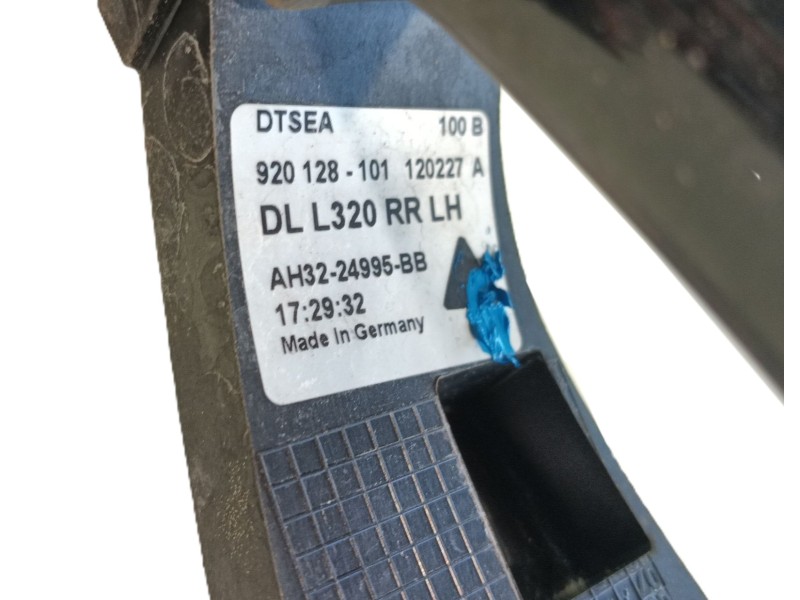 DTSEA 100 B
920 128 - 101 120227 A
DL L320 RR LH
AH32-24995-BB
17:29:32
Made In Germany